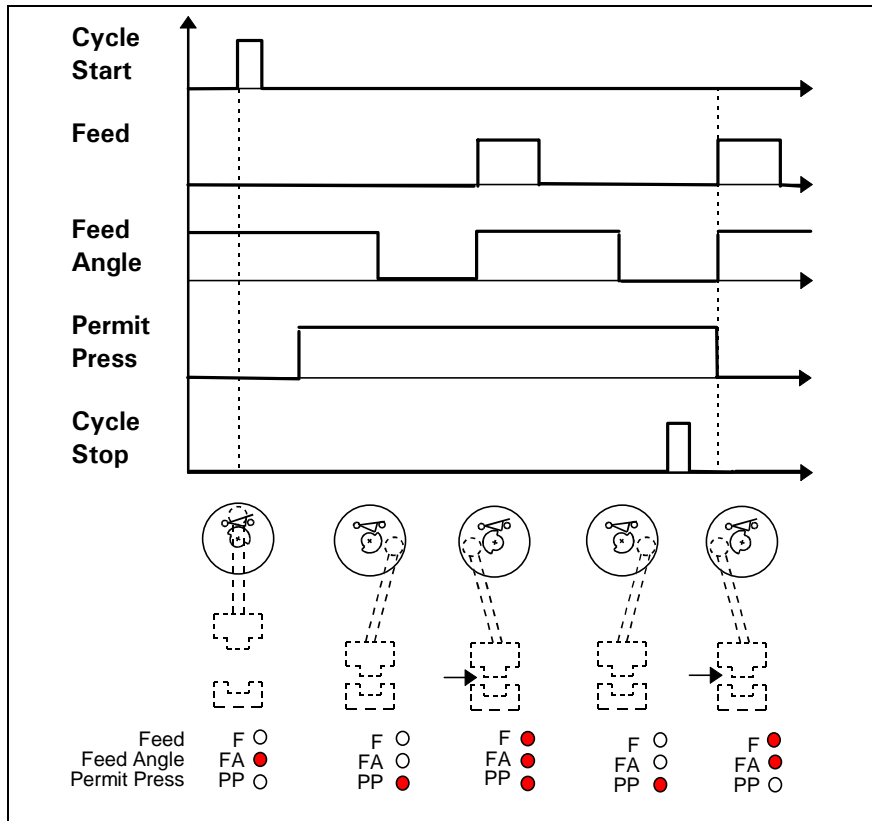 Cycle
Start
Feed
Feed
Angle
Permit
Press
Cycle
Stop
Feed F F F F F
Feed Angle FA FA FA FA FA
Permit Press PP PP PP PP PP